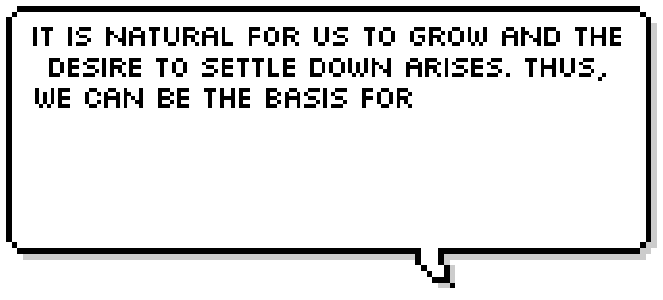 IT IS NATURAL FOR US TO GROW AND THE
DESIRE TO SETTLE DOWN ARISES. THUS,
WE CAN BE THE BASIS FOR